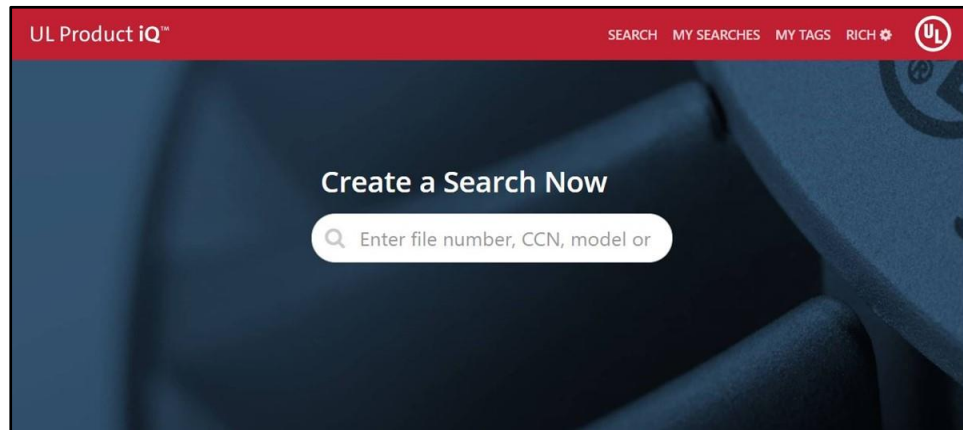 UL Product iQ™
SEARCH MY SEARCHES MY TAGS RICH
UL
Create a Search Now
Enter file number, CCN, model or
®